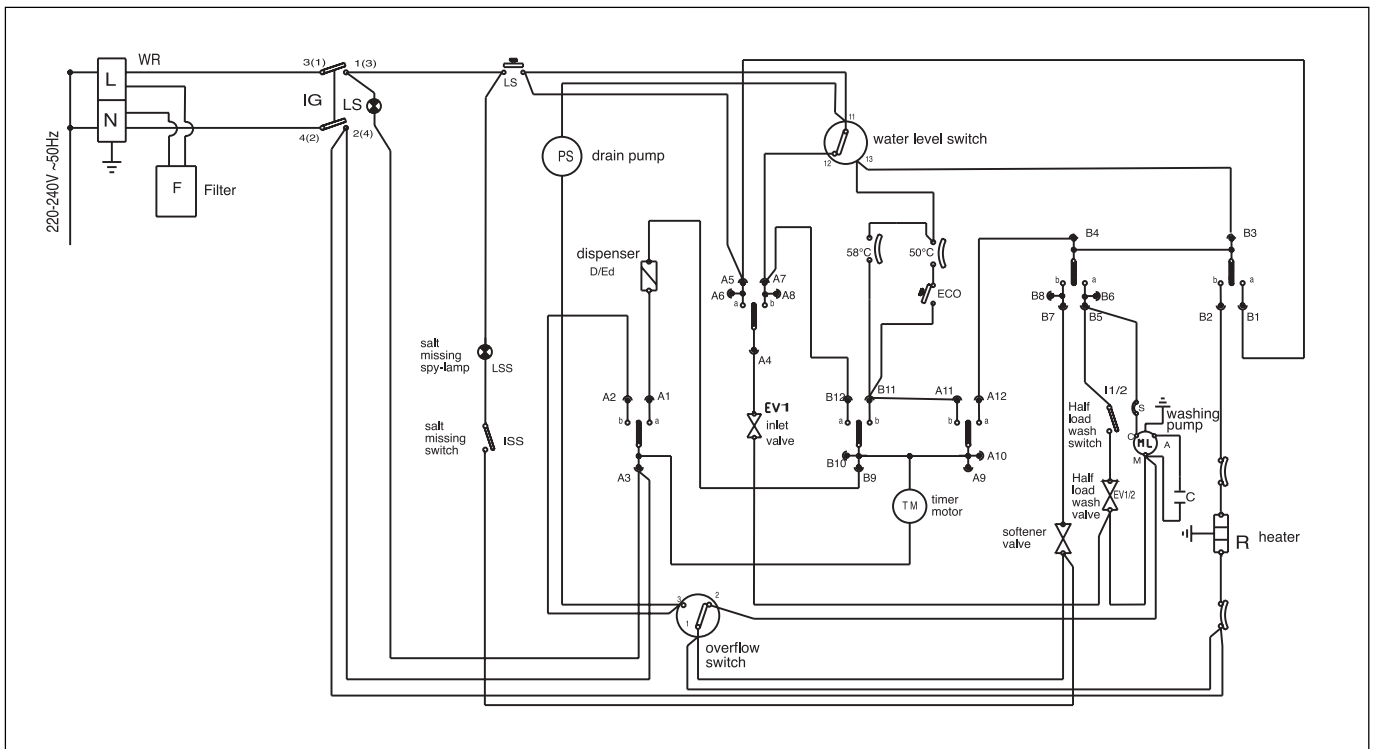 WR
3(1)
1(3)
L
IG
LS
N
4(2)
2(4)
220-240V ~50Hz
F
Filter
LS
PS
drain pump
11
water level switch
12
13
dispenser
D/Ed
58°C
50°C
ECO
A5
A7
A6
A8
a
b
A4
B4
B3
b
a
b
a
B8
B6
B7
B5
B2
B1
salt
missing
spy-lamp
LSS
salt
missing
switch
ISS
A2
A1
b
a
A3
EV1
inlet
valve
B12
B11
A11
A12
a
b
a
b
B10
A10
B9
A9
TM
timer
motor
I1/2
Half
load
wash
switch
S
washing
pump
C
ML
A
M
C
Half
load
wash
valve
EV1/2
softener
valve
R
heater
3
2
1
overflow
switch